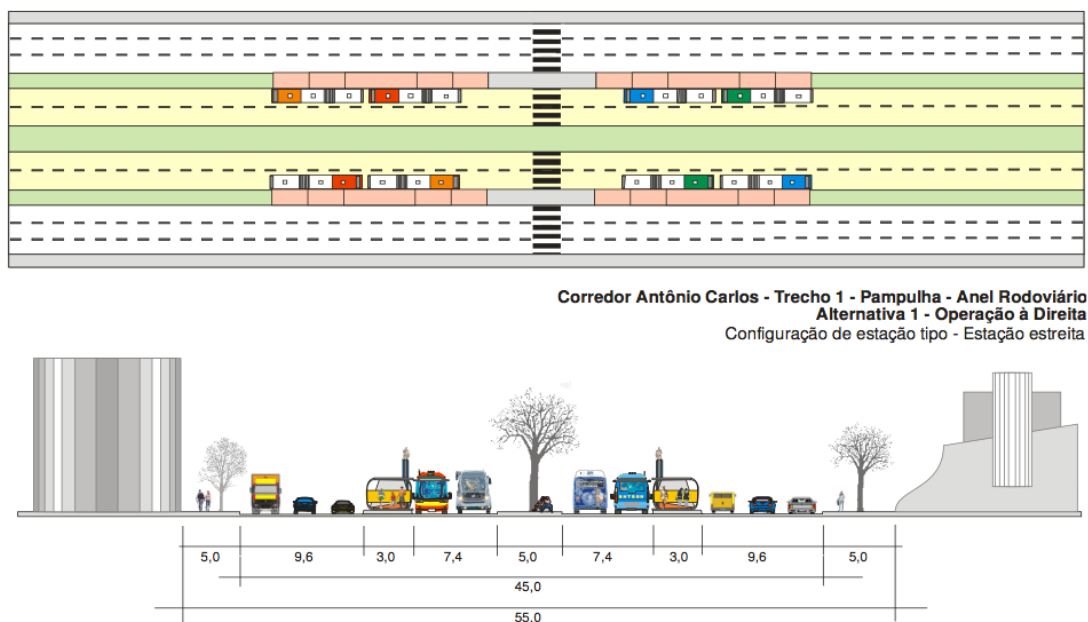 Corredor Antônio Carlos - Trecho 1 - Pampulha - Anel Rodoviário
Alternativa 1 - Operação à Direita
Configuração de estação tipo - Estação estreita
5,0 9,6 3,0 7,4 5,0 7,4 3,0 9,6 5,0
45,0
55,0